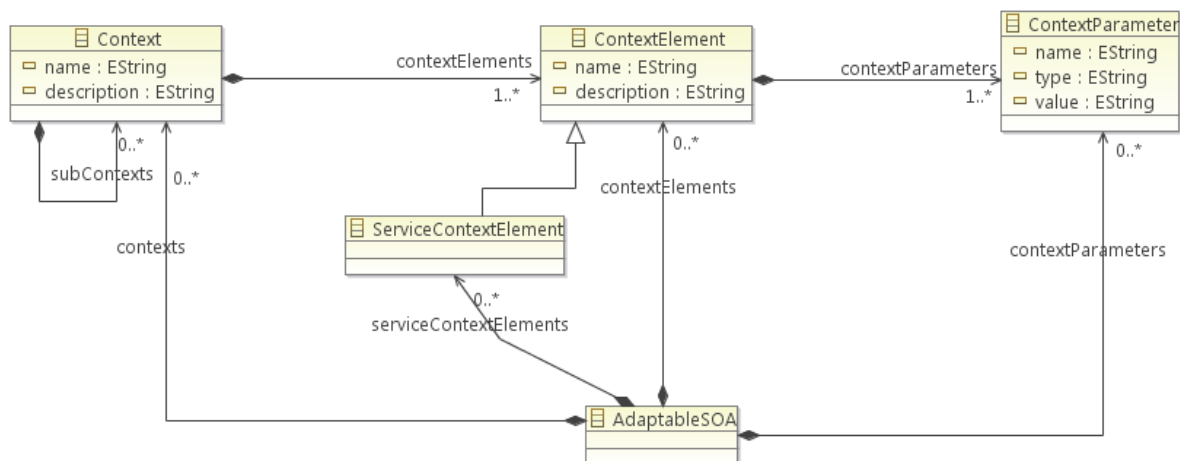 Context
name : EString
description : EString
contextElements
1..*
ContextElement
name : EString
description : EString
contextParameters
1..*
ContextParameter
name : EString
type : EString
value : EString
0..*
subContexts
0..*
0..*
contextElements
0..*
ServiceContextElement
contexts
contextParameters
0..*
serviceContextElements
AdaptableSOA